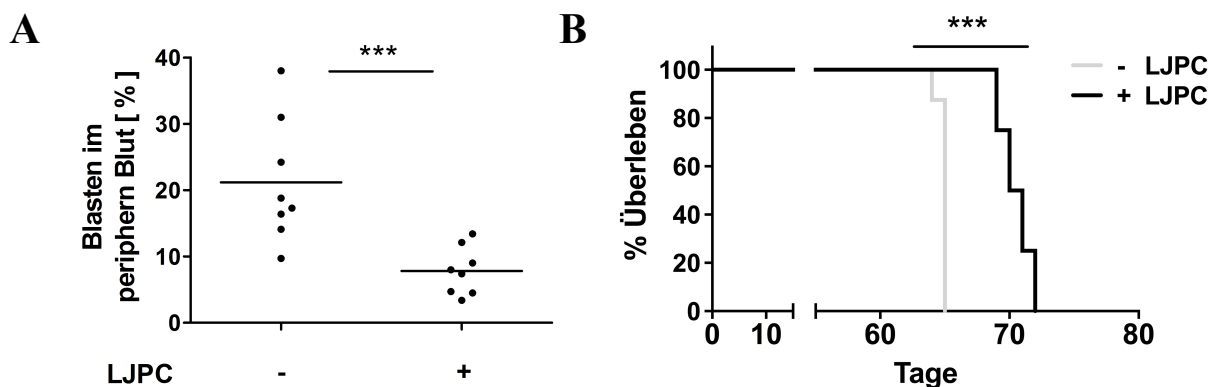 A
***
40
30
20
10
0
Blasten im
periphern Blut [ % ]
LJPC - +
B
***
- LJPC
+ LJPC
100
80
60
40
20
0
% Überleben
0 10 60 70 80
Tage